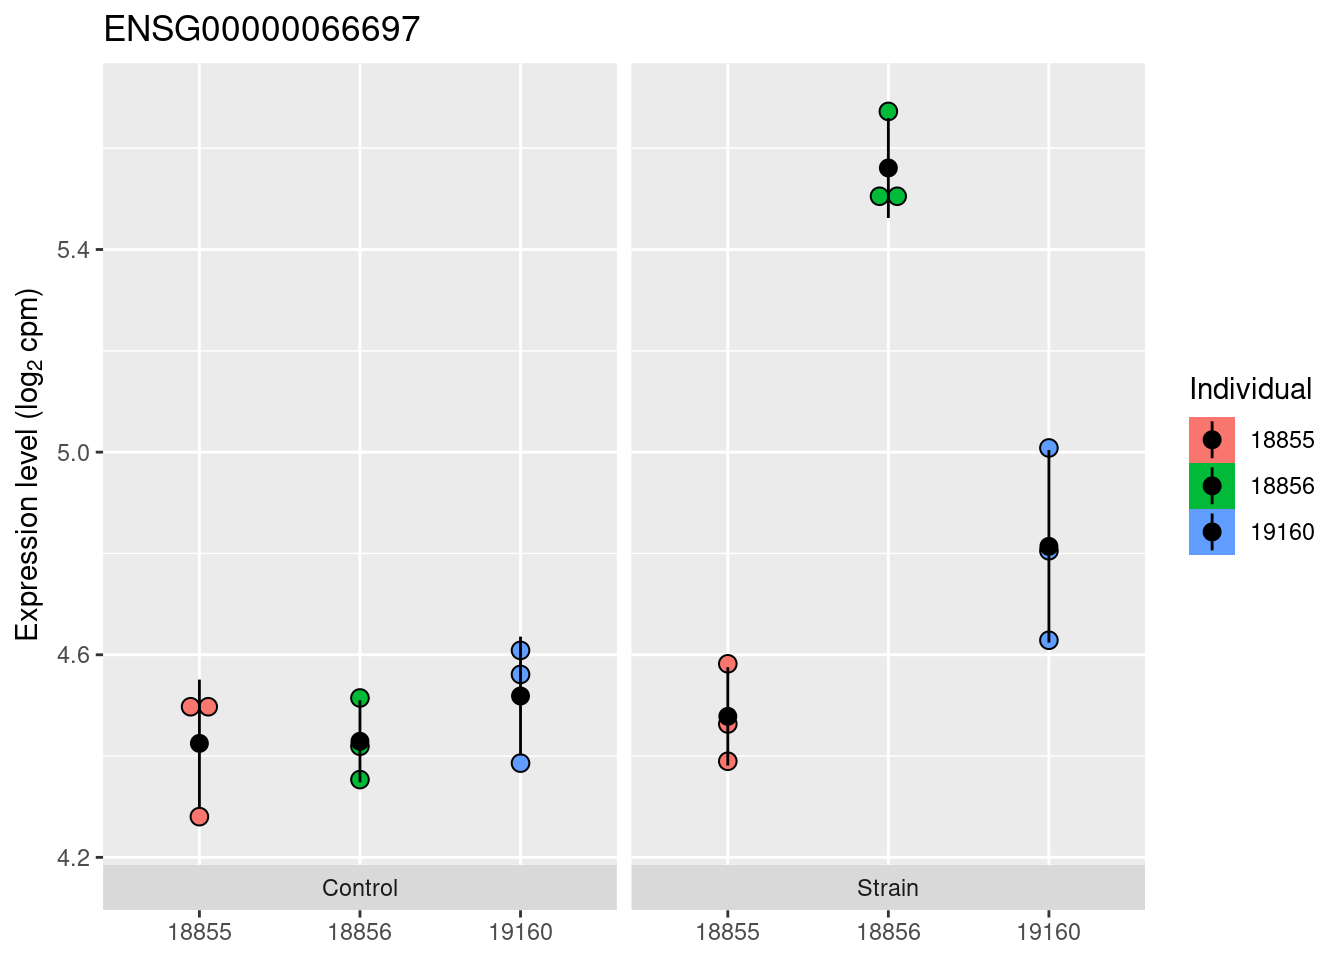 ENSG00000066697
Expression level (log₂ cpm)
5.4
5.0
4.6
4.2
Control
Strain
18855
18856
19160
18855
18856
19160
Individual
18855
18856
19160